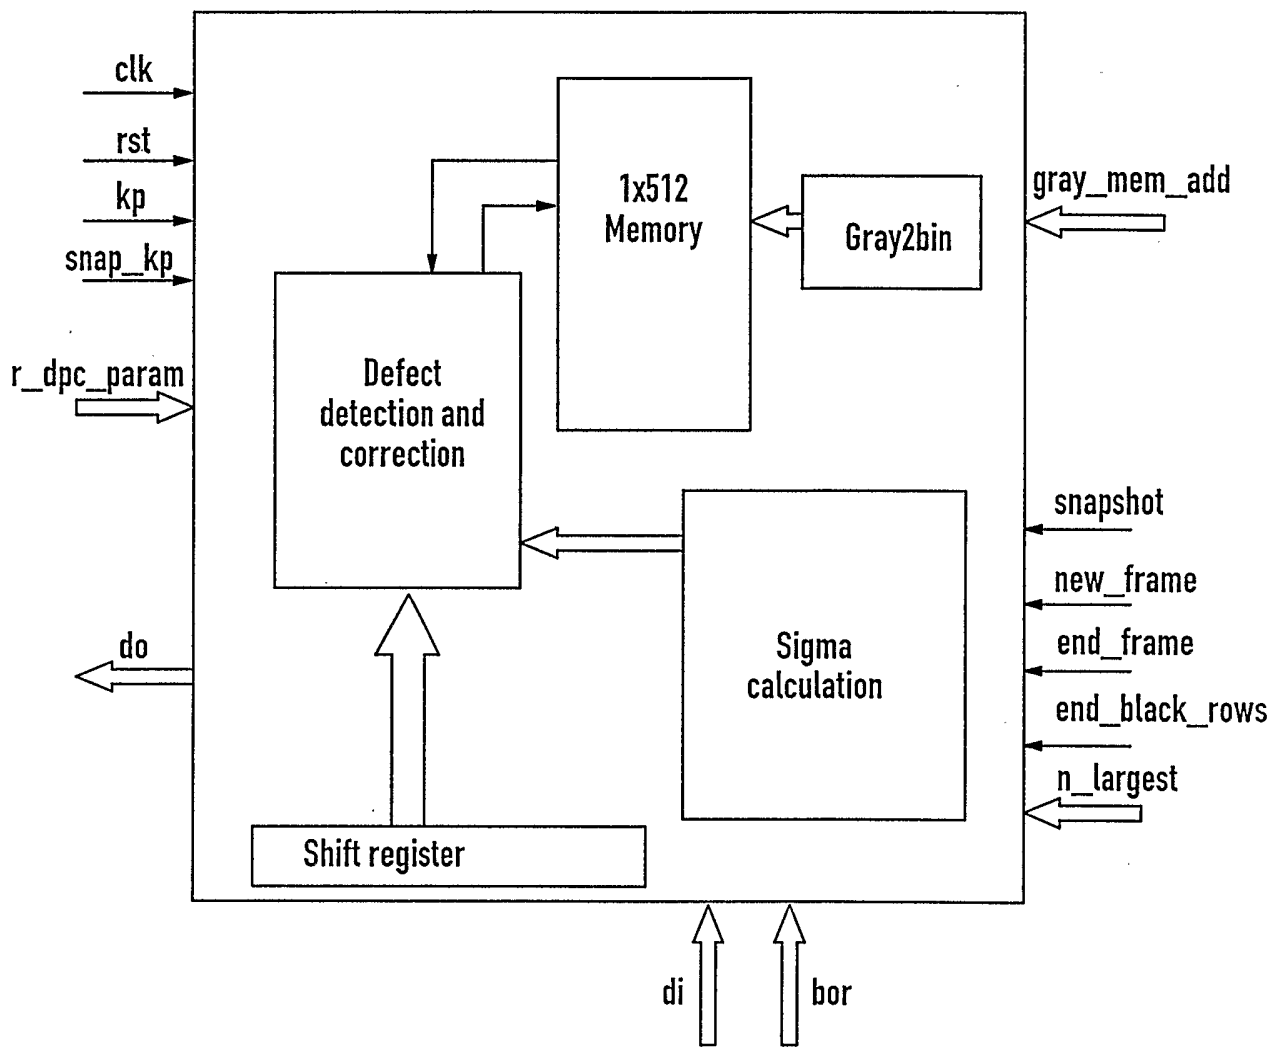 clk
rst
kp
snap_kp
r_dpc_param
do
1x512
Memory
Gray2bin
gray_mem_add
Defect
detection and
correction
Sigma
calculation
Shift register
snapshot
new_frame
end_frame
end_black_rows
n_largest
di
bor